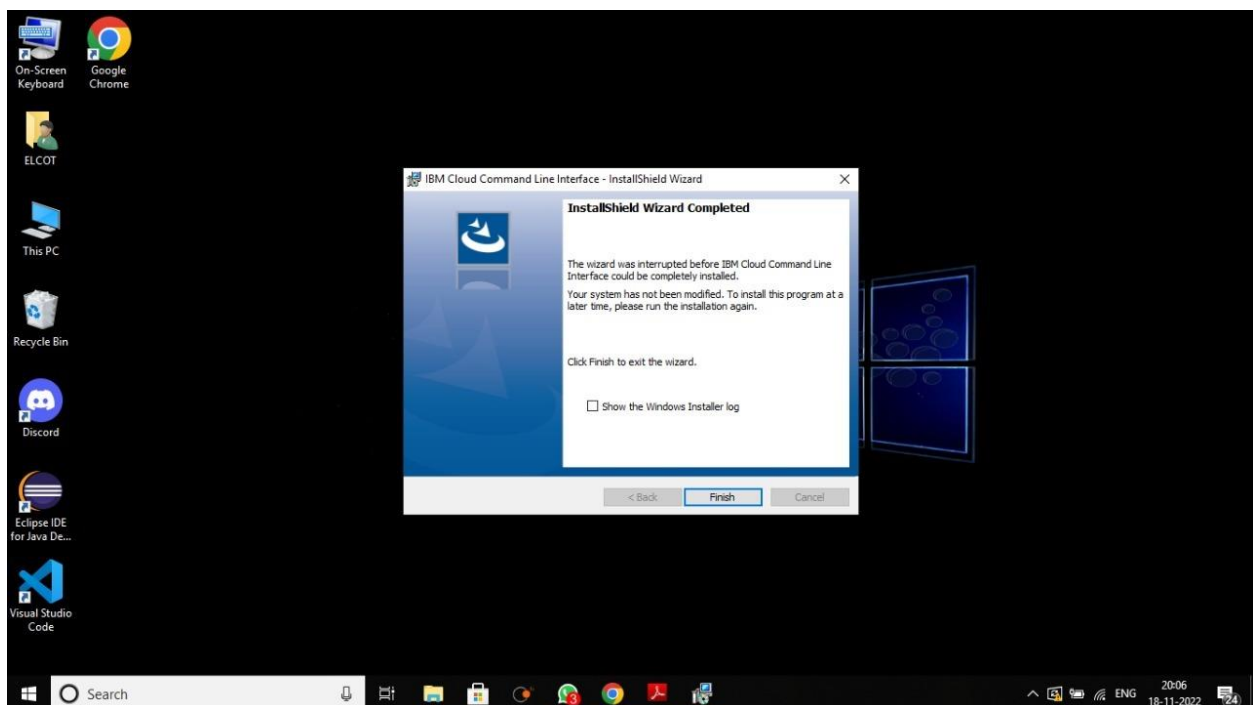 On-Screen
Keyboard
Google
Chrome
ELCOT
This PC
Recycle Bin
Discord
Eclipse IDE
for Java De...
Visual Studio
Code
IBM Cloud Command Line Interface - InstallShield Wizard
InstallShield Wizard Completed
The wizard was interrupted before IBM Cloud Command Line
Interface could be completely installed.
Your system has not been modified. To install this program at a
later time, please run the installation again.
Click Finish to exit the wizard.
Show the Windows Installer log
< Back
Finish
Cancel
Search
3
ENG
20:06
18-11-2022
24